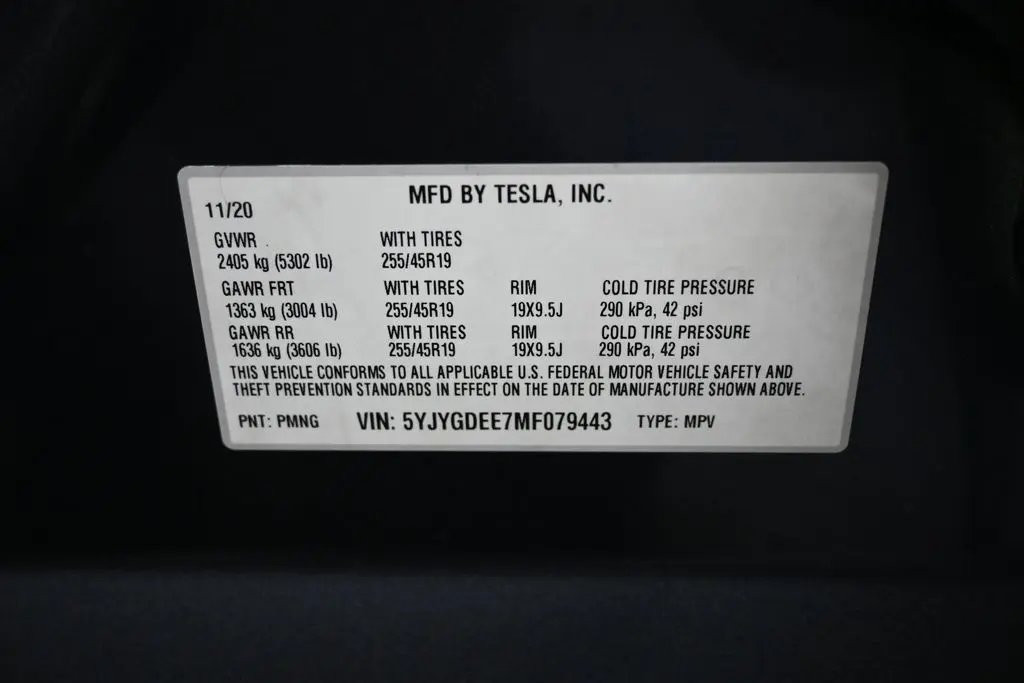 MFD BY TESLA, INC.
11/20
GVWR WITH TIRES
2405 kg (5302 lb) 255/45R19
GAWR FRT WITH TIRES RIM COLD TIRE PRESSURE
1363 kg (3004 lb) 255/45R19 19X9.5J 290 kPa, 42 psi
GAWR RR WITH TIRES RIM COLD TIRE PRESSURE
1636 kg (3606 lb) 255/45R19 19X9.5J 290 kPa, 42 psi
THIS VEHICLE CONFORMS TO ALL APPLICABLE U.S. FEDERAL MOTOR VEHICLE SAFETY AND
THEFT PREVENTION STANDARDS IN EFFECT ON THE DATE OF MANUFACTURE SHOWN ABOVE.
PNT: PMNG VIN: 5YJYGDEE7MF079443 TYPE: MPV